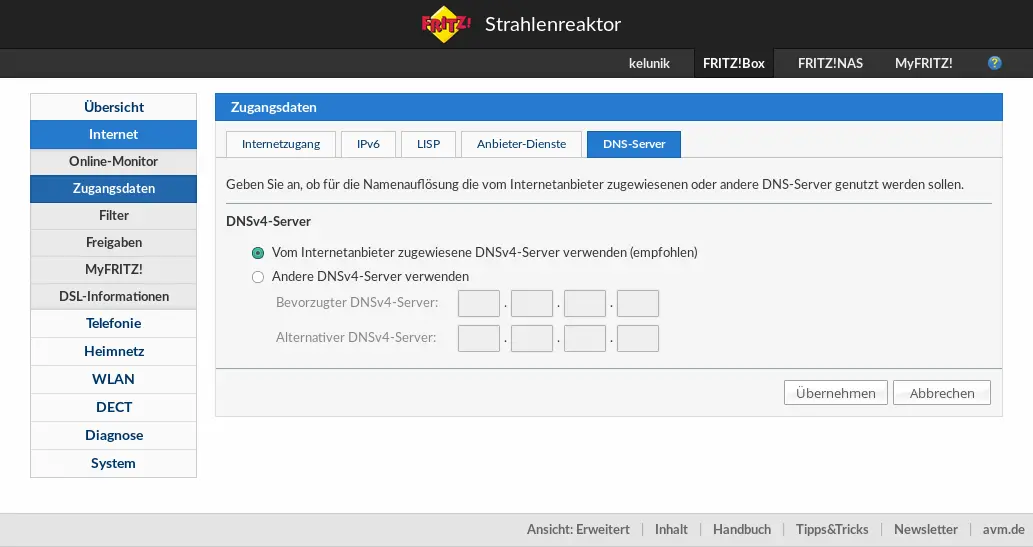 FRITZ! Strahlenreaktor
kelunik FRITZ!Box FRITZ!NAS MyFRITZ! ?
Übersicht
Internet
Online-Monitor
Zugangsdaten
Filter
Freigaben
MyFRITZ!
DSL-Informationen
Telefonie
Heimnetz
WLAN
DECT
Diagnose
System
Zugangsdaten
Internetzugang IPv6 LISP Anbieter-Dienste DNS-Server
Geben Sie an, ob für die Namenauflösung die vom Internetanbieter zugewiesenen oder andere DNS-Server genutzt werden sollen.
DNSv4-Server
Vom Internetanbieter zugewiesene DNSv4-Server verwenden (empfohlen)
Andere DNSv4-Server verwenden
Bevorzugter DNSv4-Server: . . .
Alternativer DNSv4-Server: . . .
Übernehmen Abbrechen
Ansicht: Erweitert | Inhalt | Handbuch | Tipps&Tricks | Newsletter | avm.de